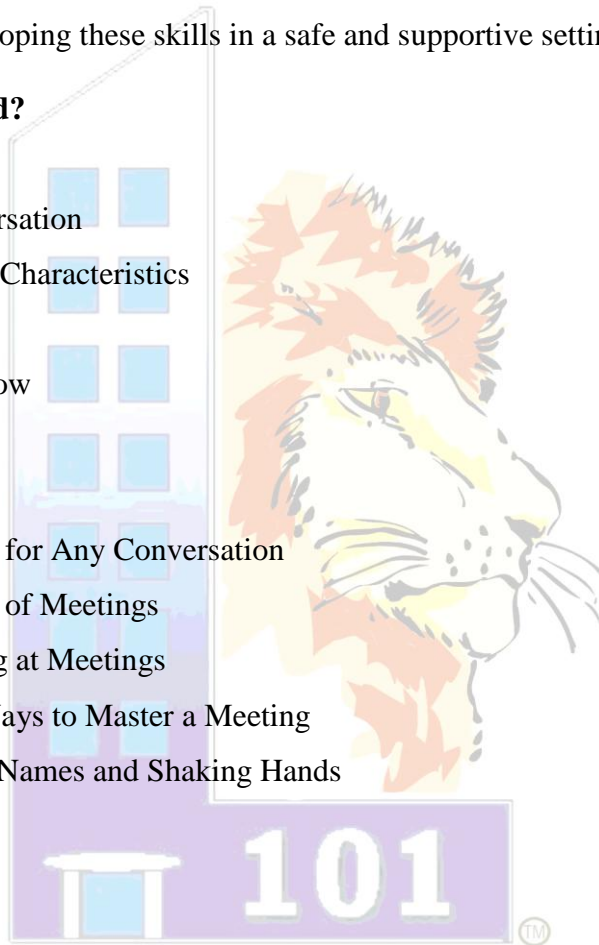 oping these skills in a safe and supportive settin
d?
rsation
Characteristics
ow
for Any Conversation
of Meetings
g at Meetings
Vays to Master a Meeting
Names and Shaking Hands
101
TM